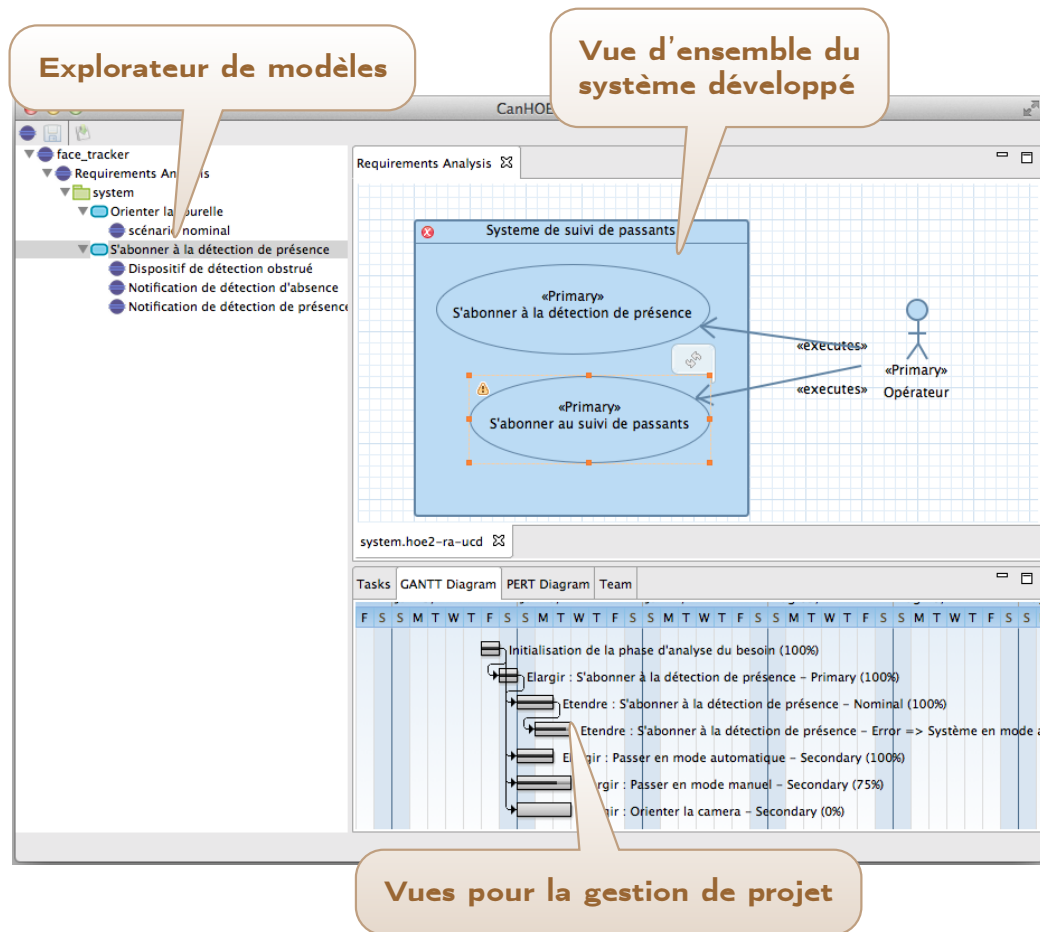 Explorateur de modèles
Vue d'ensemble du
système développé
CanHOE
face_tracker
Requirements Analysis
system
Orienter la tourelle
scénario nominal
S'abonner à la détection de présence
Dispositif de détection obstrué
Notification de détection d'absence
Notification de détection de présence
Requirements Analysis
Systeme de suivi de passants
«Primary»
S'abonner à la détection de présence
«executes»
«Primary»
Opérateur
«executes»
«Primary»
S'abonner au suivi de passants
system.hoe2-ra-ucd
Tasks GANTT Diagram PERT Diagram Team
F S S M T W T F S S M T W T F S S M T W T F S S M T W T F S S M T W T F S S
Initialisation de la phase d'analyse du besoin (100%)
Elargir : S'abonner à la détection de présence – Primary (100%)
Etendre : S'abonner à la détection de présence – Nominal (100%)
Etendre : S'abonner à la détection de présence – Error => Système en mode a
Elargir : Passer en mode automatique – Secondary (100%)
Elargir : Passer en mode manuel – Secondary (75%)
Elargir : Orienter la camera – Secondary (0%)
Vues pour la gestion de projet